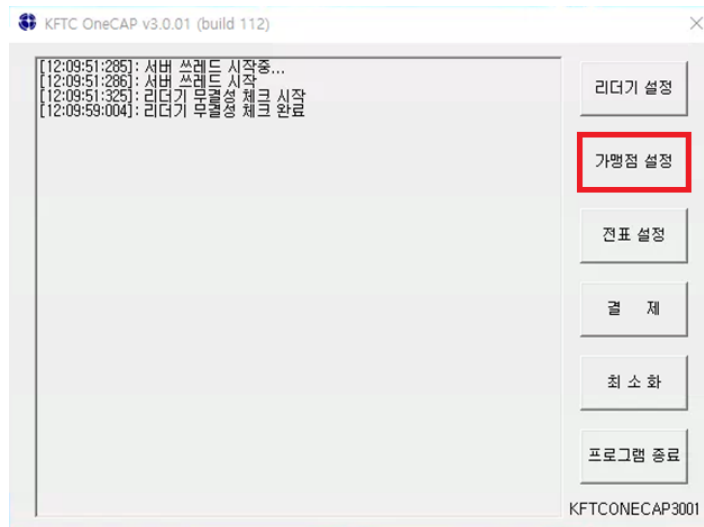 KFTC OneCAP v3.0.01 (build 112)
[12:09:51:285]: 서버 쓰레드 시작중...
[12:09:51:286]: 서버 쓰레드 시작
[12:09:51:325]: 리더기 무결성 체크 시작
[12:09:59:004]: 리더기 무결성 체크 완료
리더기 설정
가맹점 설정
전표 설정
결 제
최 소 화
프로그램 종료
KFTCONECAP3001